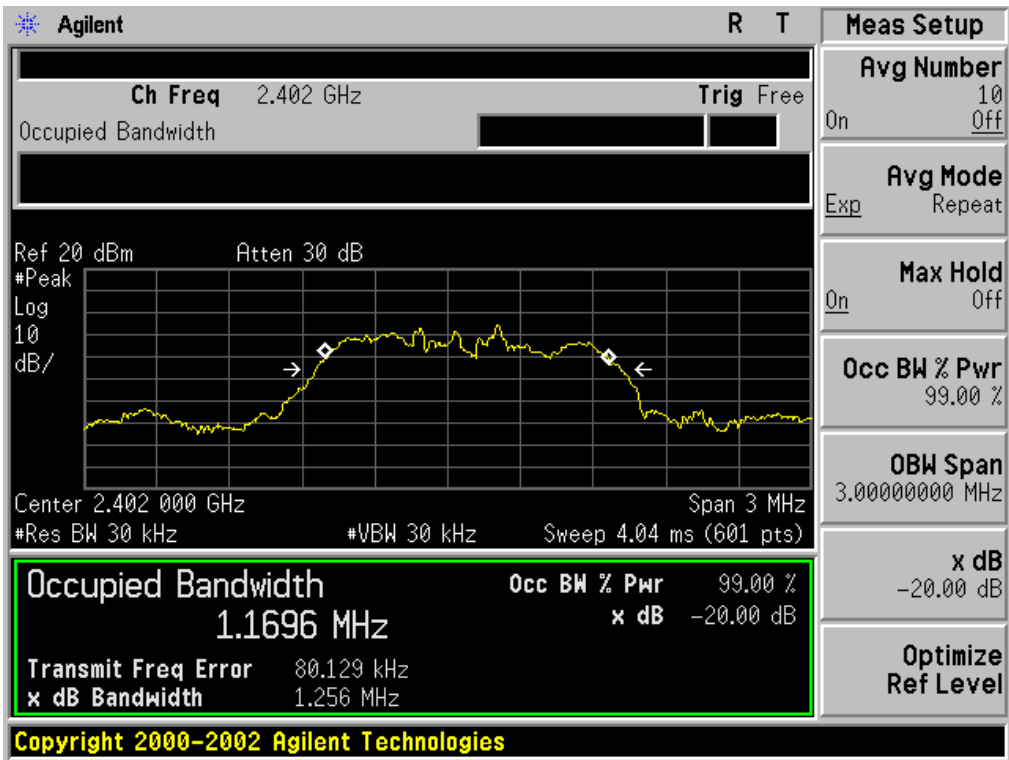 Agilent R T
Ch Freq 2.402 GHz Trig Free
Occupied Bandwidth
Ref 20 dBm Atten 30 dB
#Peak
Log
10
dB/
Center 2.402 000 GHz Span 3 MHz
#Res BW 30 kHz #VBW 30 kHz Sweep 4.04 ms (601 pts)
Occupied Bandwidth Occ BW % Pwr 99.00 %
1.1696 MHz x dB -20.00 dB
Transmit Freq Error 80.129 kHz
x dB Bandwidth 1.256 MHz
Copyright 2000-2002 Agilent Technologies
Meas Setup
Avg Number
10
On Off
Avg Mode
Exp Repeat
Max Hold
On Off
Occ BW % Pwr
99.00 %
OBW Span
3.00000000 MHz
x dB
-20.00 dB
Optimize
Ref Level